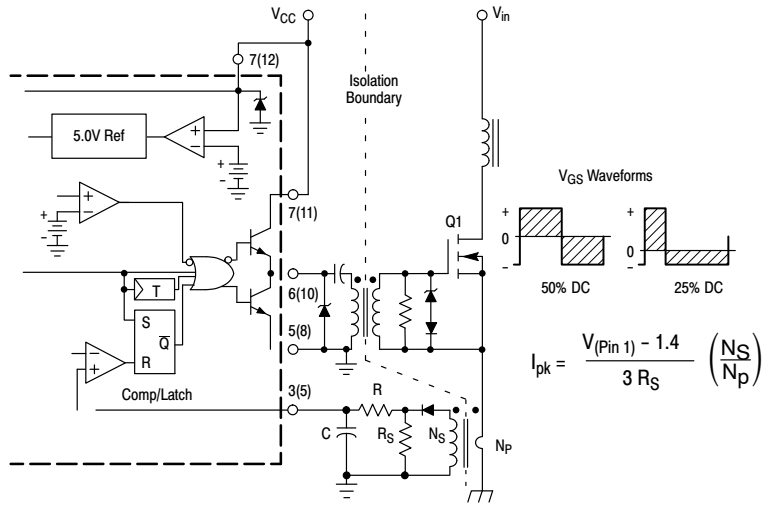 V_CC
V_in
7(12)
Isolation
Boundary
5.0V Ref
+
−
+
−
+
−
+
−
7(11)
Q1
V_GS Waveforms
+
0
−
+
0
−
50% DC
25% DC
6(10)
T
S
Q̅
R
5(8)
−
+
Comp/Latch
3(5)
R
C
R_S
N_S
N_P
I_pk = V_(Pin 1) − 1.4 / 3 R_S (N_S / N_p)